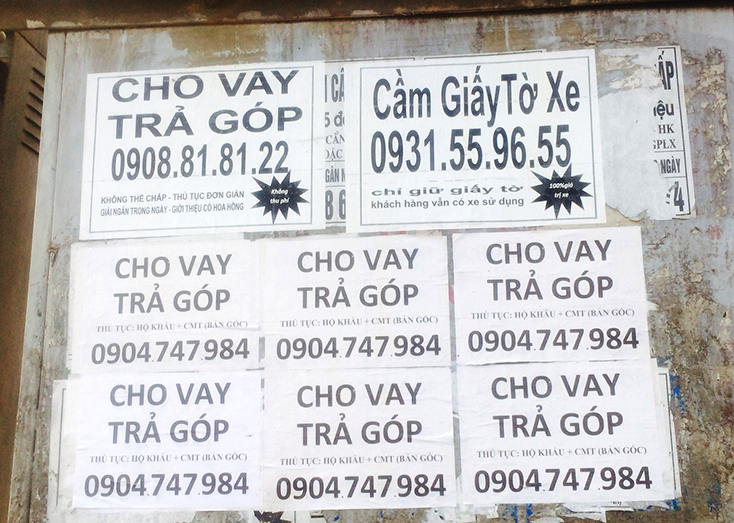 CHO VAY
TRẢ GÓP
0908.81.81.22
KHÔNG THẾ CHẤP - THỦ TỤC ĐƠN GIẢN
GIẢI NGÂN TRONG NGÀY - GIỚI THIỆU CÓ HOA HỒNG
Không
thu phí
Cầm Giấy Tờ Xe
0931.55.96.55
chỉ giữ giấy tờ
khách hàng vẫn có xe sử dụng
100%giá
trị xe
HK
GPLX
NGÀY
4
CHO VAY
TRẢ GÓP
THỦ TỤC: HỘ KHẨU + CMT (BẢN GỐC)
0904.747.984
CHO VAY
TRẢ GÓP
THỦ TỤC: HỘ KHẨU + CMT (BẢN GỐC)
0904.747.984
CHO VAY
TRẢ GÓP
THỦ TỤC: HỘ KHẨU + CMT (BẢN GỐC)
0904.747.984
CHO VAY
TRẢ GÓP
THỦ TỤC: HỘ KHẨU + CMT (BẢN GỐC)
0904.747.984
CHO VAY
TRẢ GÓP
THỦ TỤC: HỘ KHẨU + CMT (BẢN GỐC)
0904.747.984
CHO VAY
TRẢ GÓP
THỦ TỤC: HỘ KHẨU + CMT (BẢN GỐC)
0904.747.984